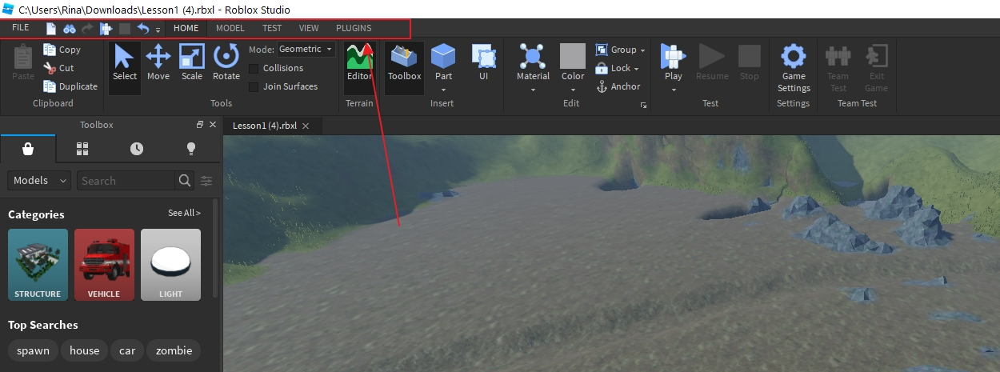 C:\Users\Rina\Downloads\Lesson1 (4).rbxl - Roblox Studio
FILE HOME MODEL TEST VIEW PLUGINS
Paste
Copy
Cut
Duplicate
Clipboard
Select
Move
Scale
Rotate
Mode: Geometric
Collisions
Join Surfaces
Tools
Editor
Terrain
Toolbox
Part
UI
Insert
Material
Color
Group
Lock
Anchor
Edit
Play
Resume
Stop
Test
Game
Settings
Settings
Team
Test
Exit
Game
Team Test
Toolbox
Lesson1 (4).rbxl
Models
Search
Categories
See All >
STRUCTURE
VEHICLE
LIGHT
Top Searches
spawn
house
car
zombie